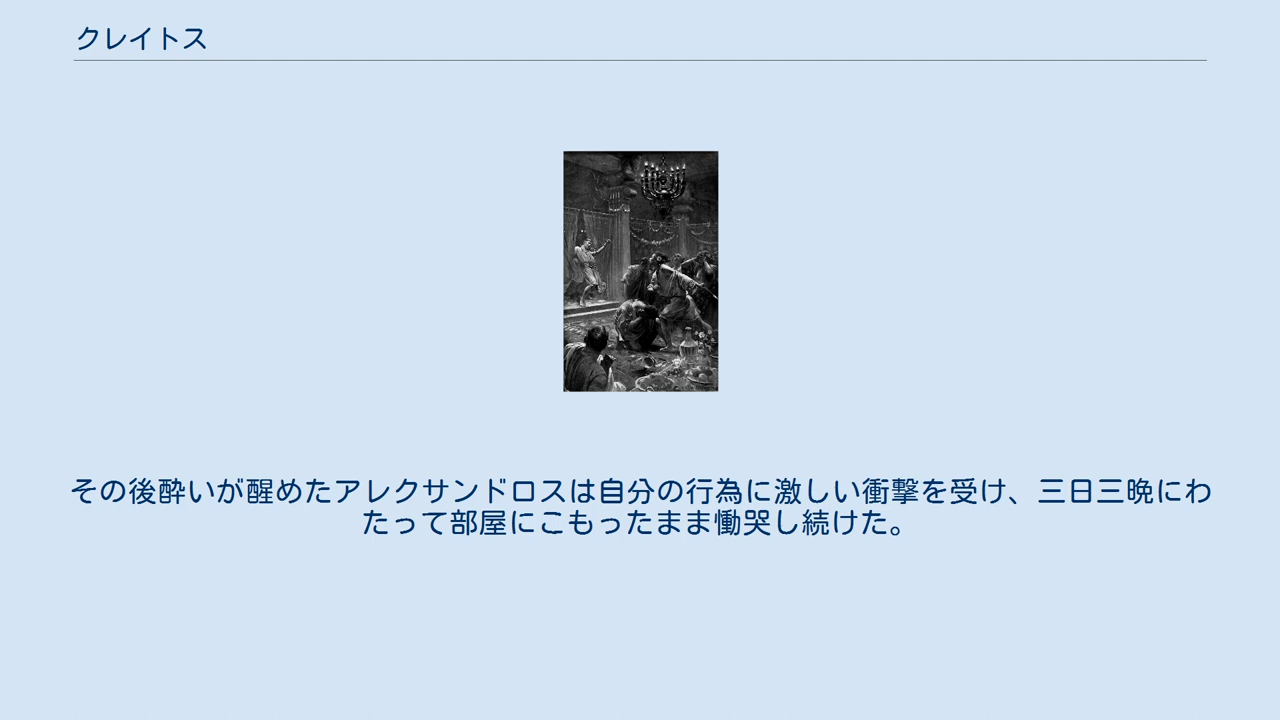 クレイトス
その後酔いが醒めたアレクサンドロスは自分の行為に激しい衝撃を受け、三日三晩にわ
たって部屋にこもったまま慟哭し続けた。